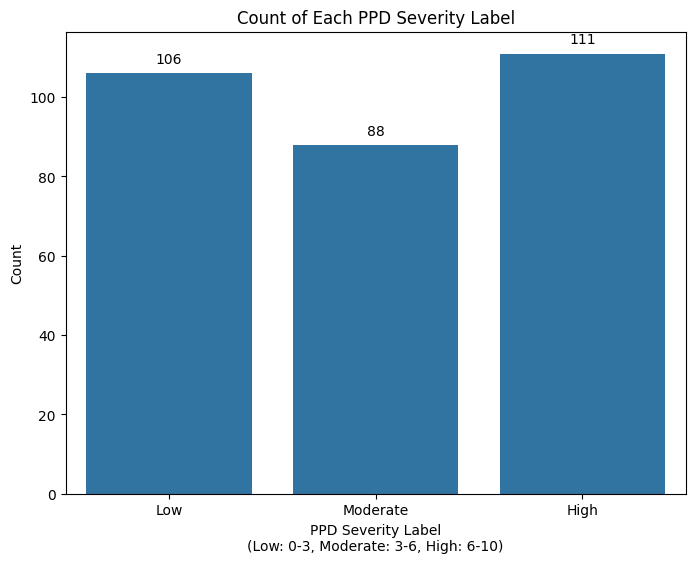 Count of Each PPD Severity Label
106
88
111
Count
100
80
60
40
20
0
Low
Moderate
High
PPD Severity Label
(Low: 0-3, Moderate: 3-6, High: 6-10)